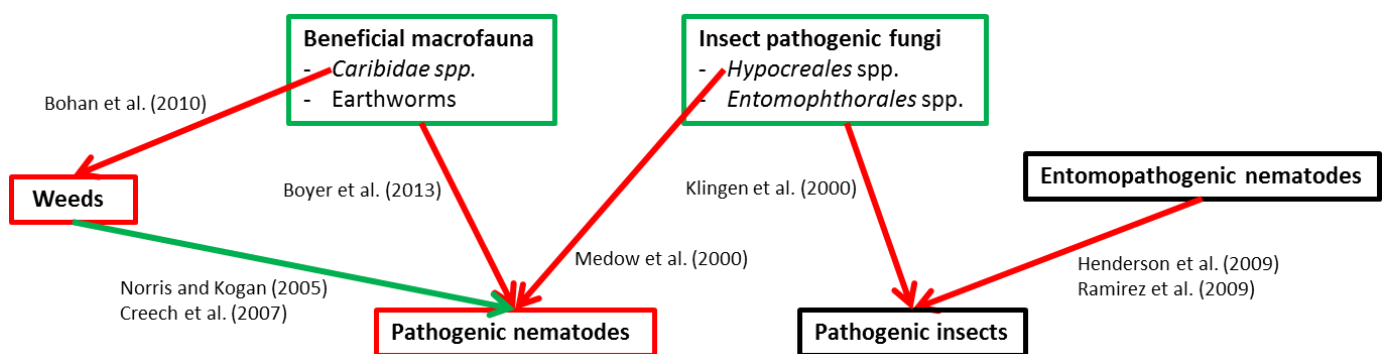 Beneficial macrofauna
- Caribidae spp.
- Earthworms
Insect pathogenic fungi
- Hypocreales spp.
- Entomophthorales spp.
Bohan et al. (2010)
Weeds
Boyer et al. (2013)
Klingen et al. (2000)
Entomopathogenic nematodes
Medow et al. (2000)
Henderson et al. (2009)
Ramirez et al. (2009)
Norris and Kogan (2005)
Creech et al. (2007)
Pathogenic nematodes
Pathogenic insects